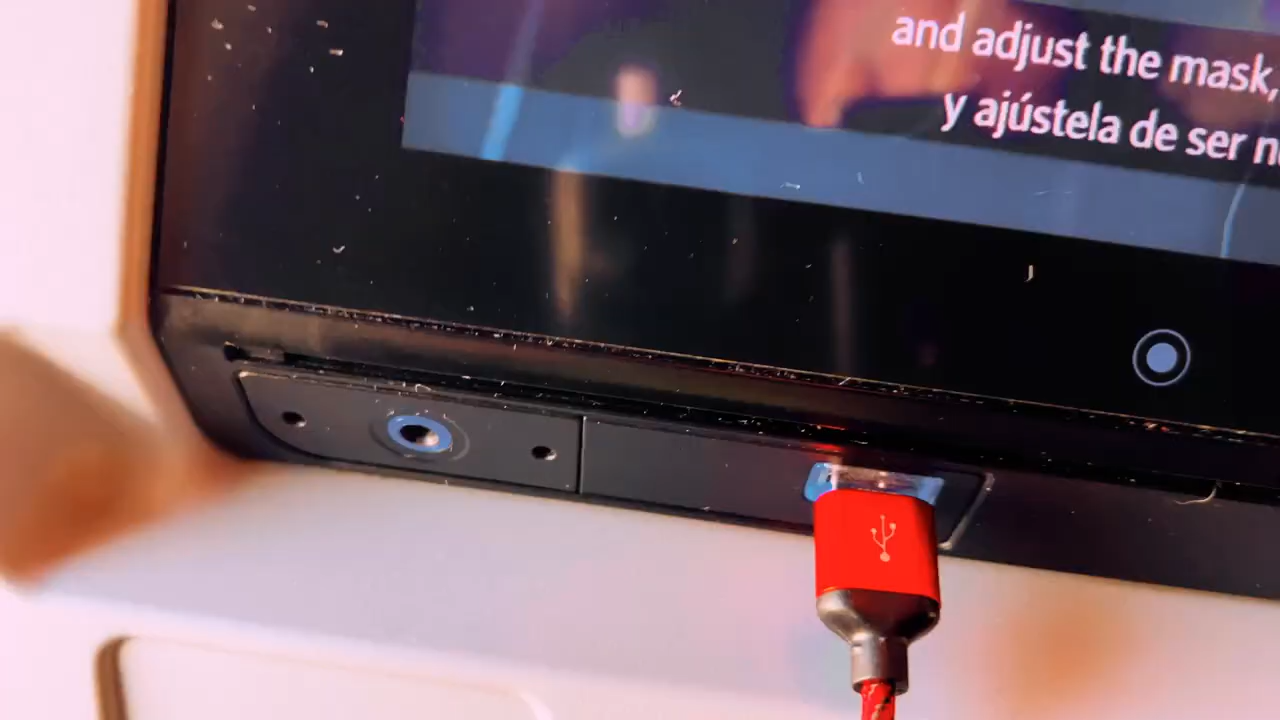 and adjust the mask,
y ajústela de ser